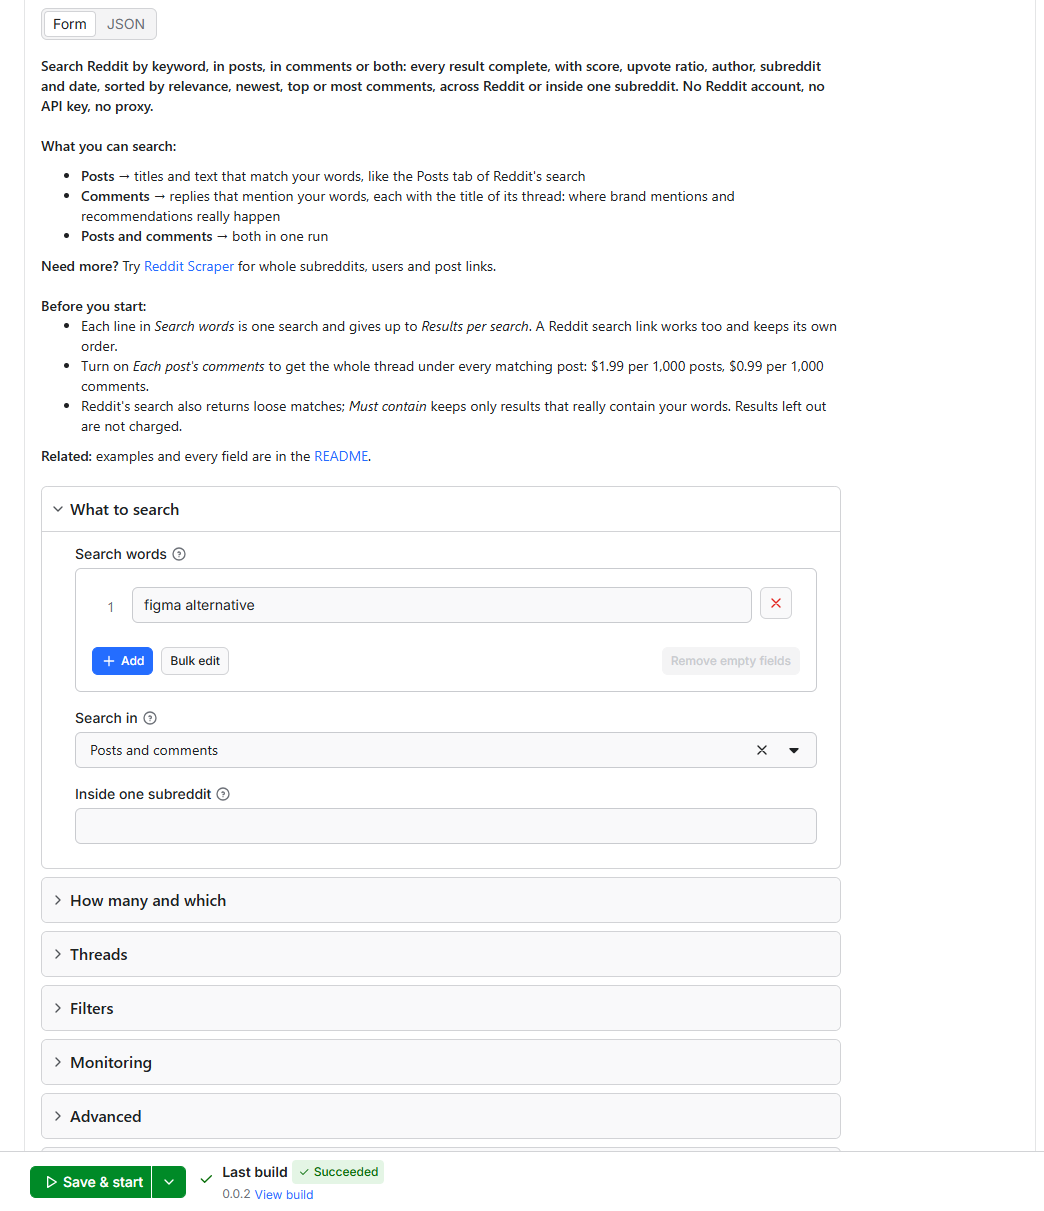 Form JSON
Search Reddit by keyword, in posts, in comments or both: every result complete, with score, upvote ratio, author, subreddit
and date, sorted by relevance, newest, top or most comments, across Reddit or inside one subreddit. No Reddit account, no
API key, no proxy.
What you can search:
• Posts → titles and text that match your words, like the Posts tab of Reddit's search
• Comments → replies that mention your words, each with the title of its thread: where brand mentions and
recommendations really happen
• Posts and comments → both in one run
Need more? Try Reddit Scraper for whole subreddits, users and post links.
Before you start:
• Each line in Search words is one search and gives up to Results per search. A Reddit search link works too and keeps its own
order.
• Turn on Each post's comments to get the whole thread under every matching post: $1.99 per 1,000 posts, $0.99 per 1,000
comments.
• Reddit's search also returns loose matches; Must contain keeps only results that really contain your words. Results left out
are not charged.
Related: examples and every field are in the README.
What to search
Search words
1 figma alternative
+ Add Bulk edit Remove empty fields
Search in
Posts and comments
Inside one subreddit
How many and which
Threads
Filters
Monitoring
Advanced
Save & start Last build Succeeded
0.0.2 View build